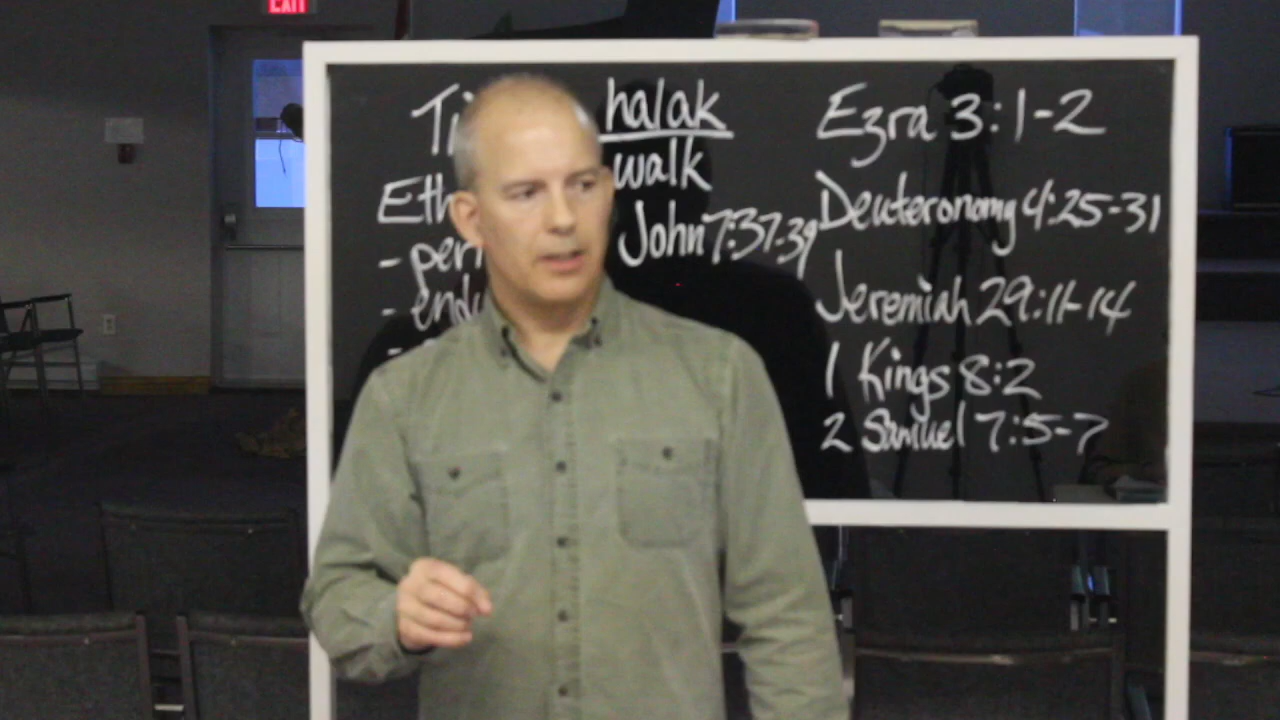 EXIT
halak
walk
John 7:37-39
- 
- 
Ezra 3:1-2
Deuteronomy 4:25-31
Jeremiah 29:11-14
1 Kings 8:2
2 Samuel 7:5-7